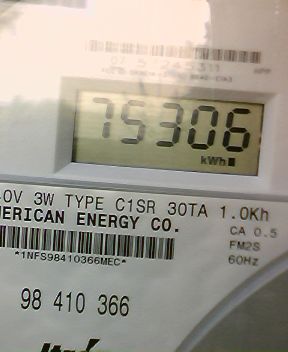 75306
kWh
0V 3W TYPE C1SR 30TA 1.0Kh
ERICAN ENERGY CO.
CA 0.5
FM2S
*1NFS98410366MEC*
60Hz
98 410 366